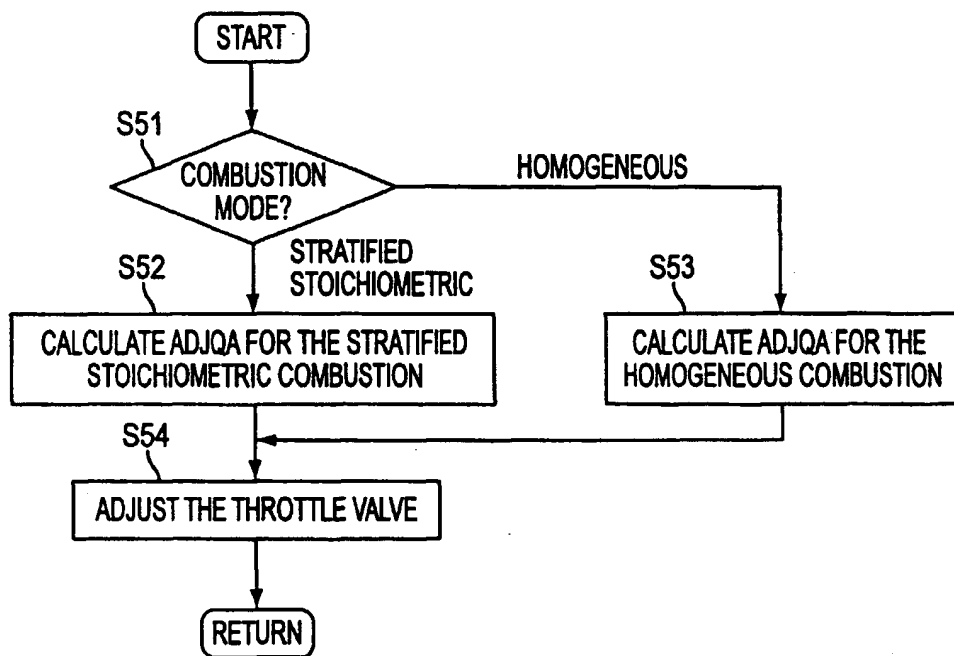 START
S51
COMBUSTION
MODE?
HOMOGENEOUS
STRATIFIED
STOICHIOMETRIC
S52
S53
CALCULATE ADJQA FOR THE STRATIFIED
STOICHIOMETRIC COMBUSTION
CALCULATE ADJQA FOR THE
HOMOGENEOUS COMBUSTION
S54
ADJUST THE THROTTLE VALVE
RETURN